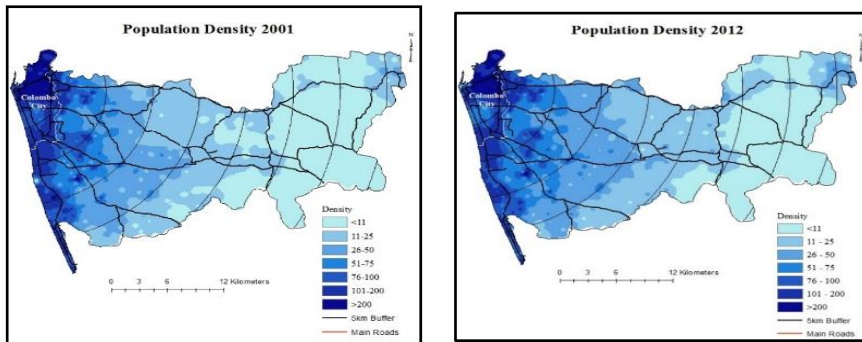 Population Density 2001
Colombo
City
Density
<11
11-25
26-50
51-75
76-100
101-200
>200
5km Buffer
Main Roads
0 3 6 12 Kilometers
Population Density 2012
Colombo
City
Density
<11
11 - 25
26 - 50
51 - 75
76 - 100
101 - 200
>200
5km Buffer
Main Roads
0 3 6 12 Kilometers